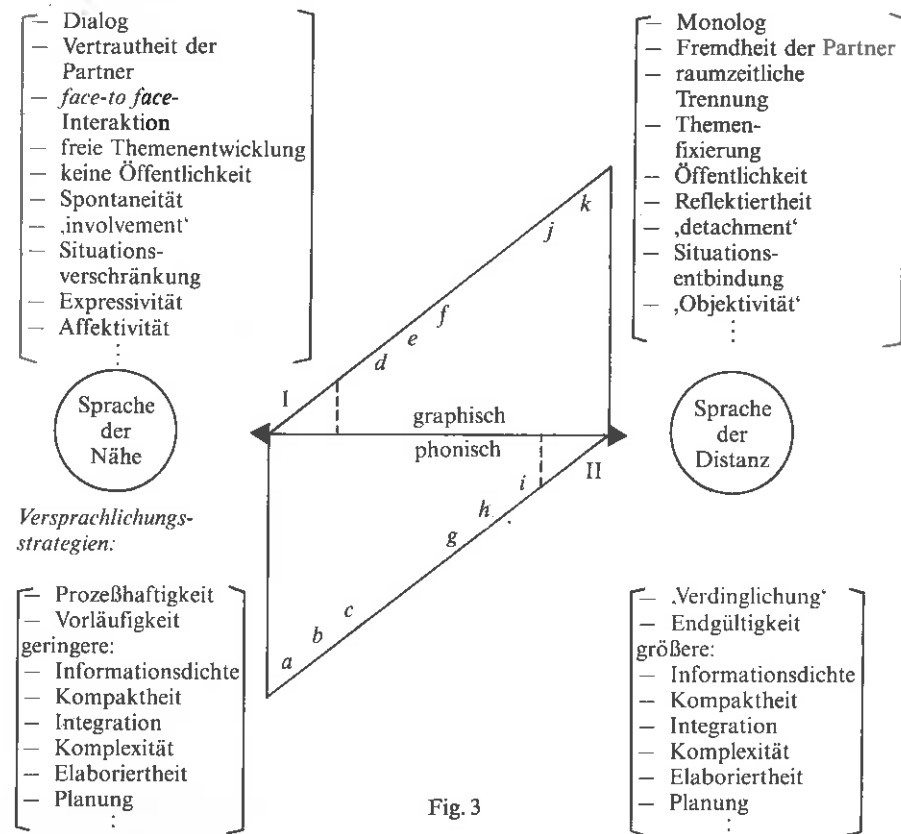 — Dialog
— Vertrautheit der
Partner
— face-to face-
Interaktion
— freie Themenentwicklung
— keine Öffentlichkeit
— Spontaneität
— ‚involvement‘
— Situations-
verschränkung
— Expressivität
— Affektivität
⋮
— Monolog
— Fremdheit der Partner
— raumzeitliche
Trennung
— Themen-
fixierung
— Öffentlichkeit
— Reflektiertheit
— ‚detachment‘
— Situations-
entbindung
— ‚Objektivität‘
⋮
k
j
f
e
d
I
Sprache
der
Nähe
graphisch
phonisch
Sprache
der
Distanz
II
i
h
g
c
b
a
Versprachlichungs-
strategien:
— Prozeßhaftigkeit
— Vorläufigkeit
geringere:
— Informationsdichte
— Kompaktheit
— Integration
— Komplexität
— Elaboriertheit
— Planung
⋮
— ‚Verdinglichung‘
— Endgültigkeit
größere:
— Informationsdichte
— Kompaktheit
— Integration
— Komplexität
— Elaboriertheit
— Planung
⋮
Fig. 3